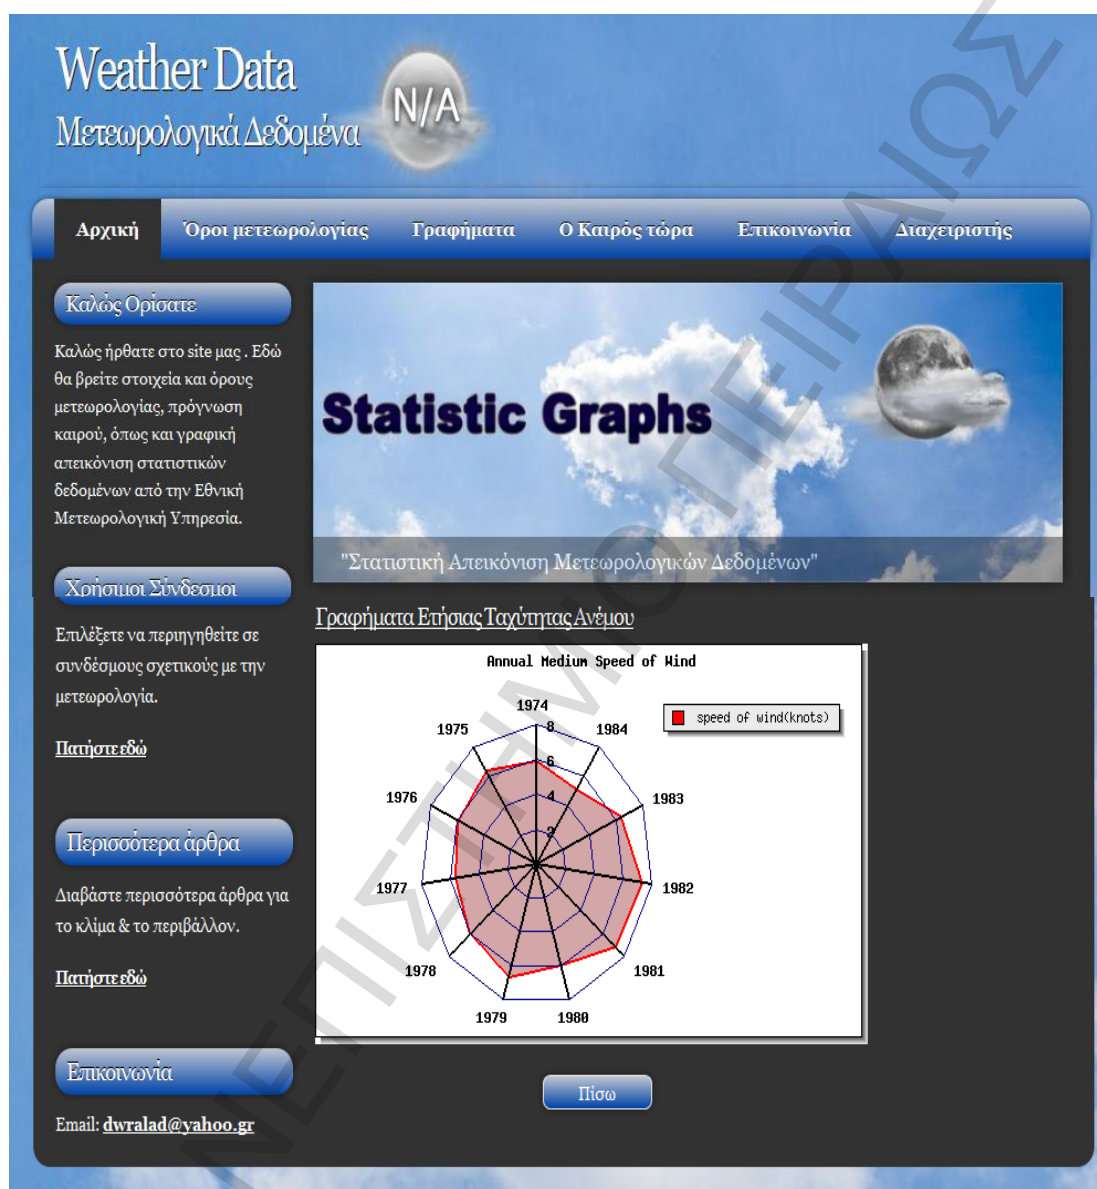 Weather Data
Μετεωρολογικά Δεδομένα
N/A
Αρχική Όροι μετεωρολογίας Γραφήματα Ο Καιρός τώρα Επικοινωνία Διαχειριστής
Καλώς Ορίσατε
Καλώς ήρθατε στο site μας . Εδώ
θα βρείτε στοιχεία και όρους
μετεωρολογίας, πρόγνωση
καιρού, όπως και γραφική
απεικόνιση στατιστικών
δεδομένων από την Εθνική
Μετεωρολογική Υπηρεσία.
Χρήσιμοι Σύνδεσμοι
Επιλέξετε να περιηγηθείτε σε
συνδέσμους σχετικούς με την
μετεωρολογία.
Πατήστε εδώ
Περισσότερα άρθρα
Διαβάστε περισσότερα άρθρα για
το κλίμα & το περιβάλλον.
Πατήστε εδώ
Επικοινωνία
Email: dwralad@yahoo.gr
Statistic Graphs
"Στατιστική Απεικόνιση Μετεωρολογικών Δεδομένων"
Γραφήματα Ετήσιας Ταχύτητας Ανέμου
Annual Medium Speed of Wind
speed of wind(knots)
1974
1975
1984
8
6
1976
4
1983
2
1977
1982
1978
1981
1979
1980
Πίσω
ΝΕΠΙΣΤΗΜΙΟ ΠΕΙΡΑΙΩΣ